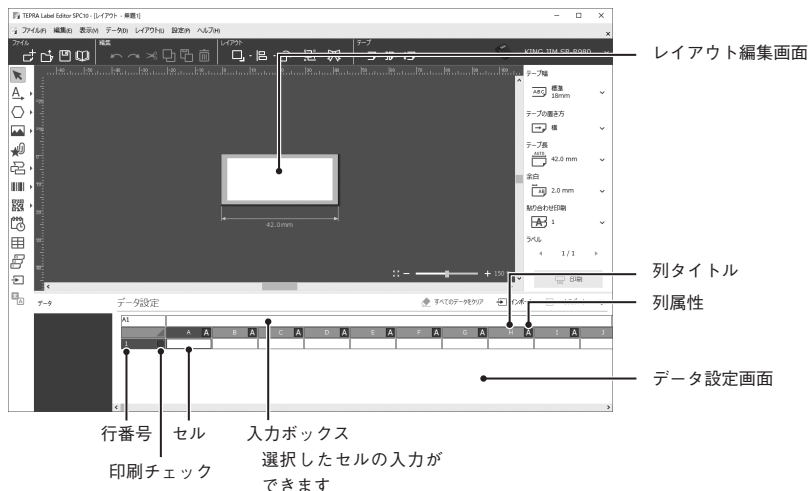 TEPRA Label Editor SPC10 - [レイアウト - 無題1]
ファイル(F) 編集(E) 表示(V) データ(D) レイアウト(L) 設定(P) ヘルプ(H)
ファイル 編集 レイアウト テープ
KING JIM SR-R980
レイアウト編集画面
テープ幅
ABC 標準
18mm
テープの置き方
横
テープ長
AUTO 42.0 mm
余白
AB 2.0 mm
貼り合わせ印刷
A 1
ラベル
1 / 1
42.0mm
150
印刷
列タイトル
列属性
データ
データ設定
すべてのデータをクリア
A1
A A B A C A D A E A F A G A H A I A J
1
データ設定画面
行番号 セル 入力ボックス
印刷チェック
選択したセルの入力が
できます